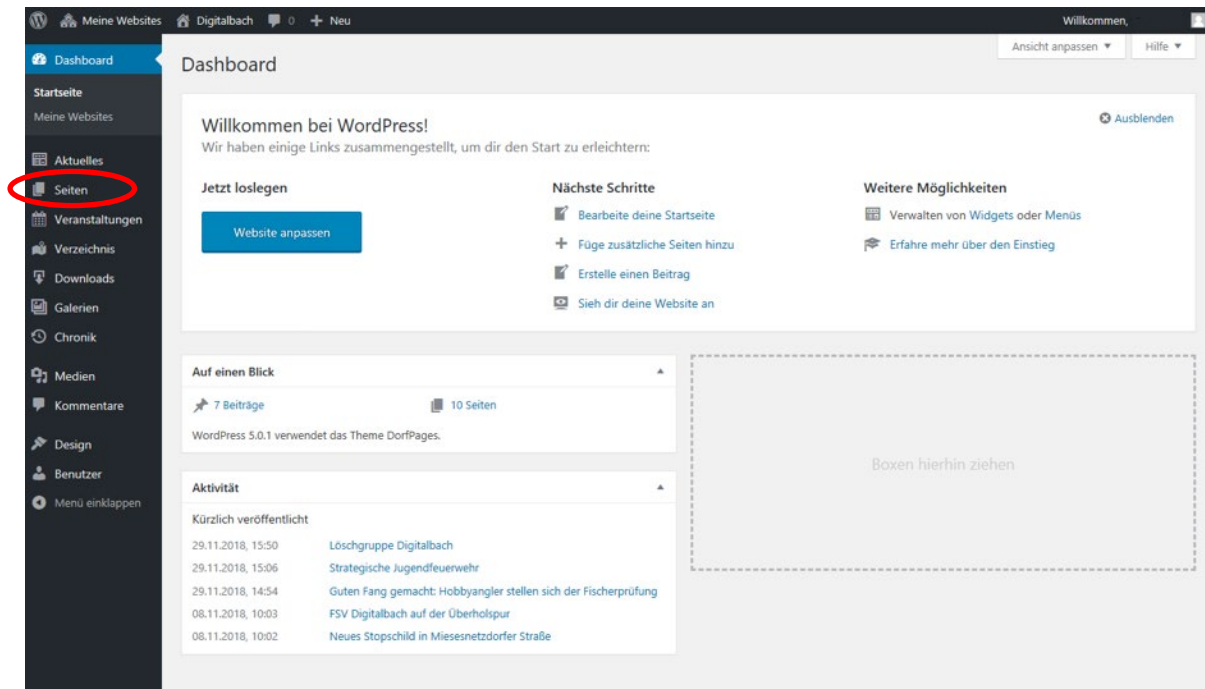 Meine Websites Digitalbach 0 + Neu Willkommen,
Ansicht anpassen ▼ Hilfe ▼
Dashboard
Startseite
Meine Websites
Aktuelles
Seiten
Veranstaltungen
Verzeichnis
Downloads
Galerien
Chronik
Medien
Kommentare
Design
Benutzer
Menü einklappen
Dashboard
Willkommen bei WordPress!
Ausblenden
Wir haben einige Links zusammengestellt, um dir den Start zu erleichtern:
Jetzt loslegen
Website anpassen
Nächste Schritte
Bearbeite deine Startseite
Füge zusätzliche Seiten hinzu
Erstelle einen Beitrag
Sieh dir deine Website an
Weitere Möglichkeiten
Verwalten von Widgets oder Menüs
Erfahre mehr über den Einstieg
Auf einen Blick
7 Beiträge 10 Seiten
WordPress 5.0.1 verwendet das Theme DorfPages.
Aktivität
Kürzlich veröffentlicht
29.11.2018, 15:50 Löschgruppe Digitalbach
29.11.2018, 15:06 Strategische Jugendfeuerwehr
29.11.2018, 14:54 Guten Fang gemacht: Hobbyangler stellen sich der Fischerprüfung
08.11.2018, 10:03 FSV Digitalbach auf der Überholspur
08.11.2018, 10:02 Neues Stopschild in Miesesnetzdorfer Straße
Boxen hierhin ziehen